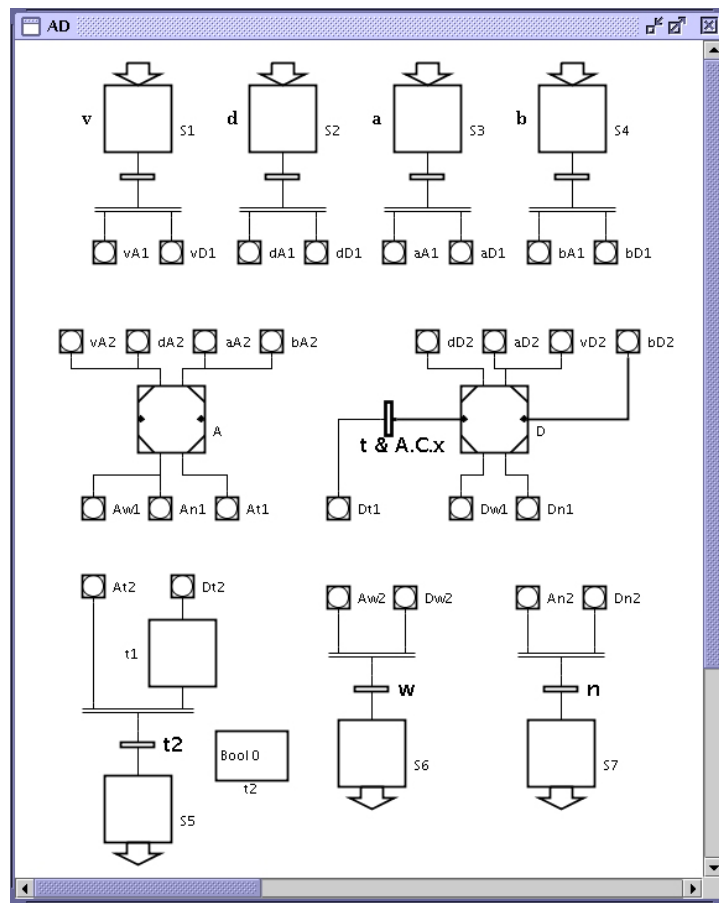 AD
v S1 d S2 a S3 b S4
vA1 vD1 dA1 dD1 aA1 aD1 bA1 bD1
vA2 dA2 aA2 bA2 dD2 aD2 vD2 bD2
A D
t & A.C.x
Aw1 An1 At1 Dt1 Dw1 Dn1
At2 Dt2 Aw2 Dw2 An2 Dn2
t1
w n
t2
Bool 0
S6 S7
t2
S5